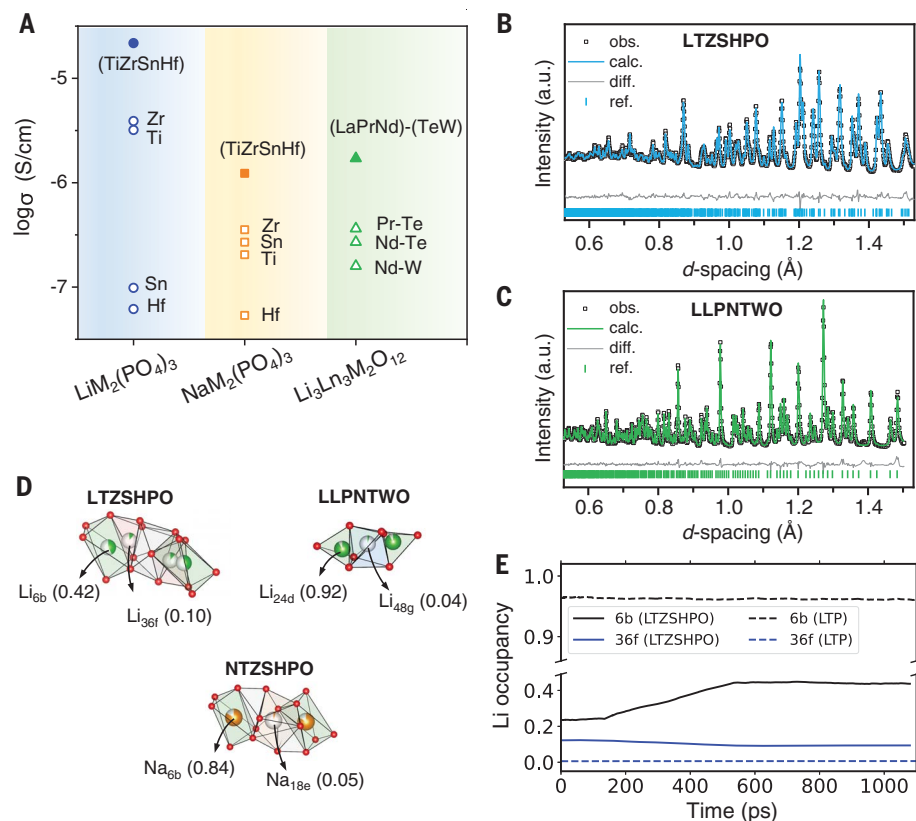 A
logσ (S/cm)
-5
-6
-7
(TiZrSnHf)
Zr
Ti
Sn
Hf
(TiZrSnHf)
Zr
Sn
Ti
Hf
(LaPrNd)-(TeW)
Pr-Te
Nd-Te
Nd-W
LiM₂(PO₄)₃
NaM₂(PO₄)₃
Li₃Ln₃M₂O₁₂
B
LTZSHPO
obs.
calc.
diff.
ref.
Intensity (a.u.)
0.6 0.8 1.0 1.2 1.4
d-spacing (Å)
C
LLPNTWO
obs.
calc.
diff.
ref.
Intensity (a.u.)
0.6 0.8 1.0 1.2 1.4
d-spacing (Å)
D
LTZSHPO
Li₆b (0.42)
Li₃₆f (0.10)
LLPNTWO
Li₂₄d (0.92)
Li₄₈g (0.04)
NTZSHPO
Na₆b (0.84)
Na₁₈e (0.05)
E
Li occupancy
1.0
0.9
0.4
0.2
0.0
6b (LTZSHPO) 6b (LTP)
36f (LTZSHPO) 36f (LTP)
0 200 400 600 800 1000
Time (ps)